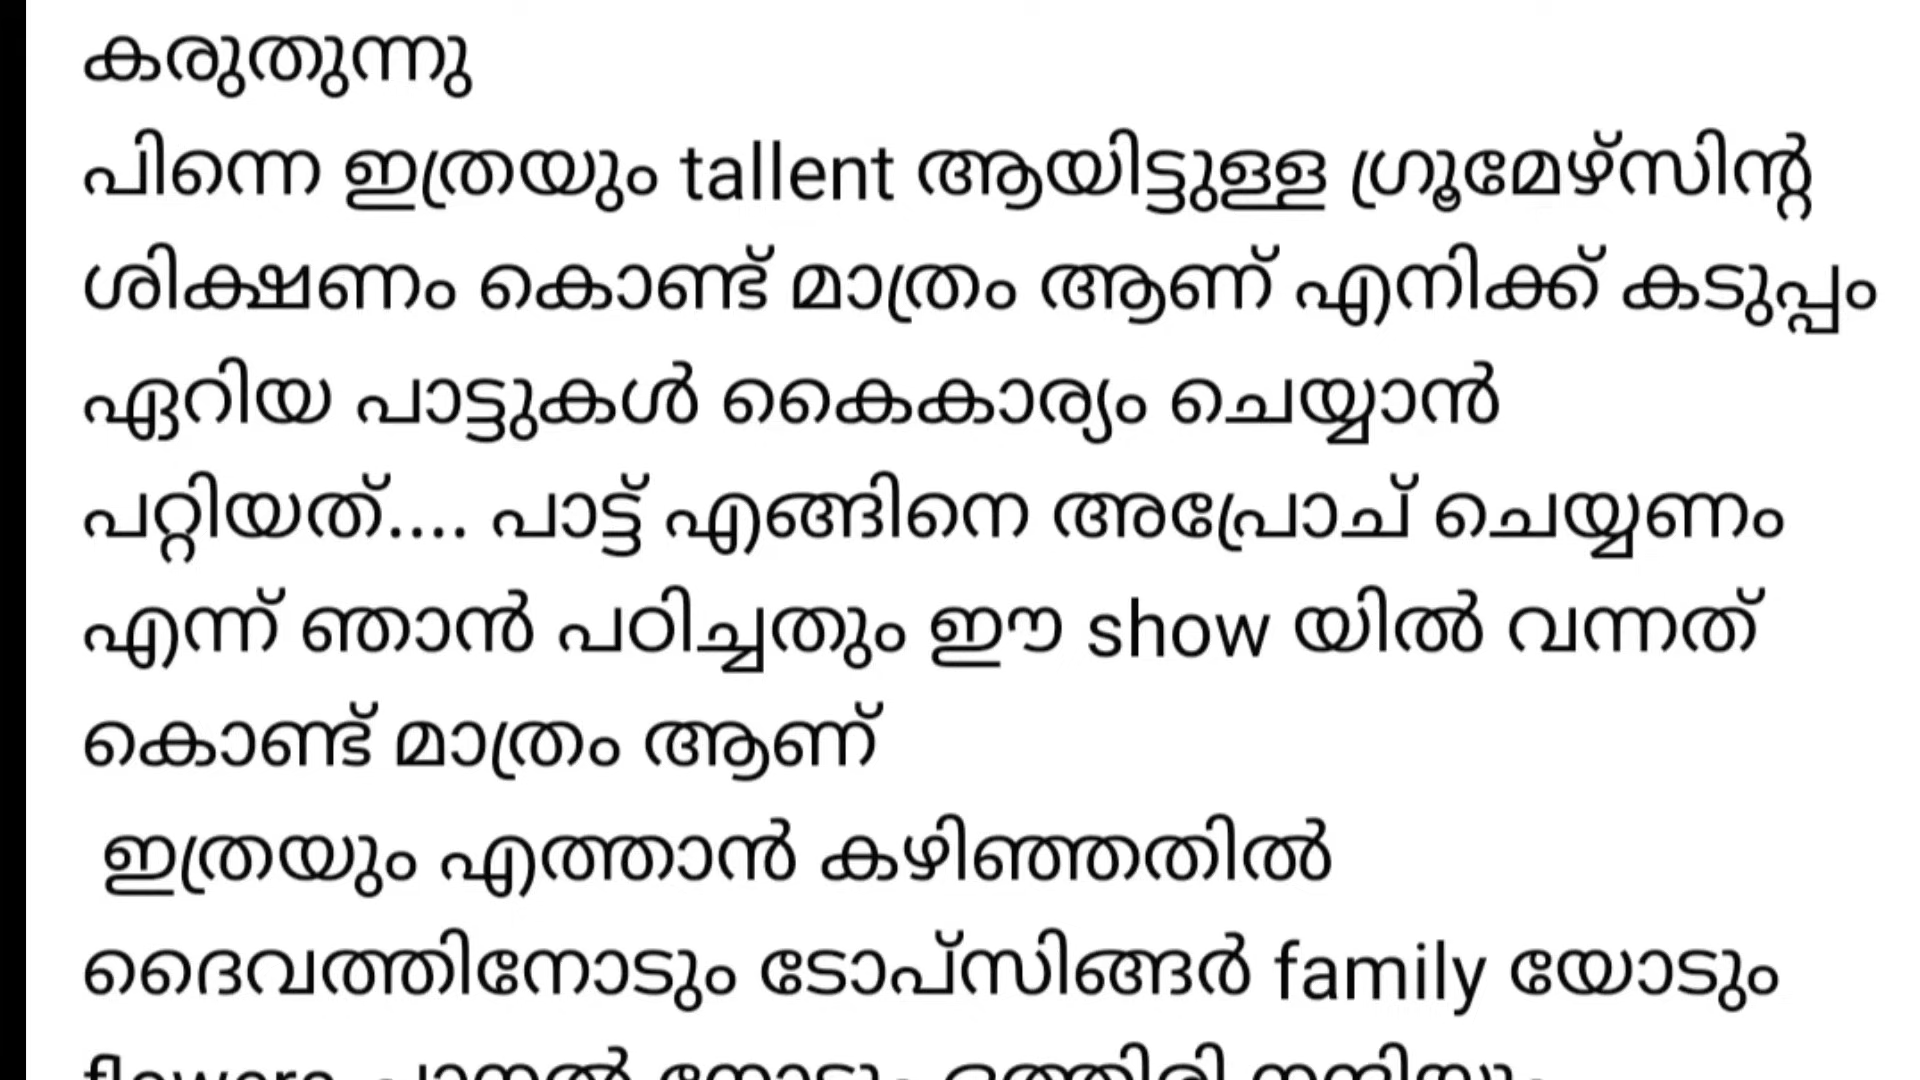 കരുതുന്നു
പിന്നെ ഇത്രയും tallent ആയിട്ടുള്ള ഗ്രൂമേഴ്സിന്റ
ശിക്ഷണം കൊണ്ട് മാത്രം ആണ് എനിക്ക് കടുപ്പം
ഏറിയ പാട്ടുകൾ കൈകാര്യം ചെയ്യാൻ
പറ്റിയത്.... പാട്ട് എങ്ങിനെ അപ്രോച് ചെയ്യണം
എന്ന് ഞാൻ പഠിച്ചതും ഈ show യിൽ വന്നത്
കൊണ്ട് മാത്രം ആണ്
ഇത്രയും എത്താൻ കഴിഞ്ഞതിൽ
ദൈവത്തിനോടും ടോപ്സിങ്ങർ family യോടും